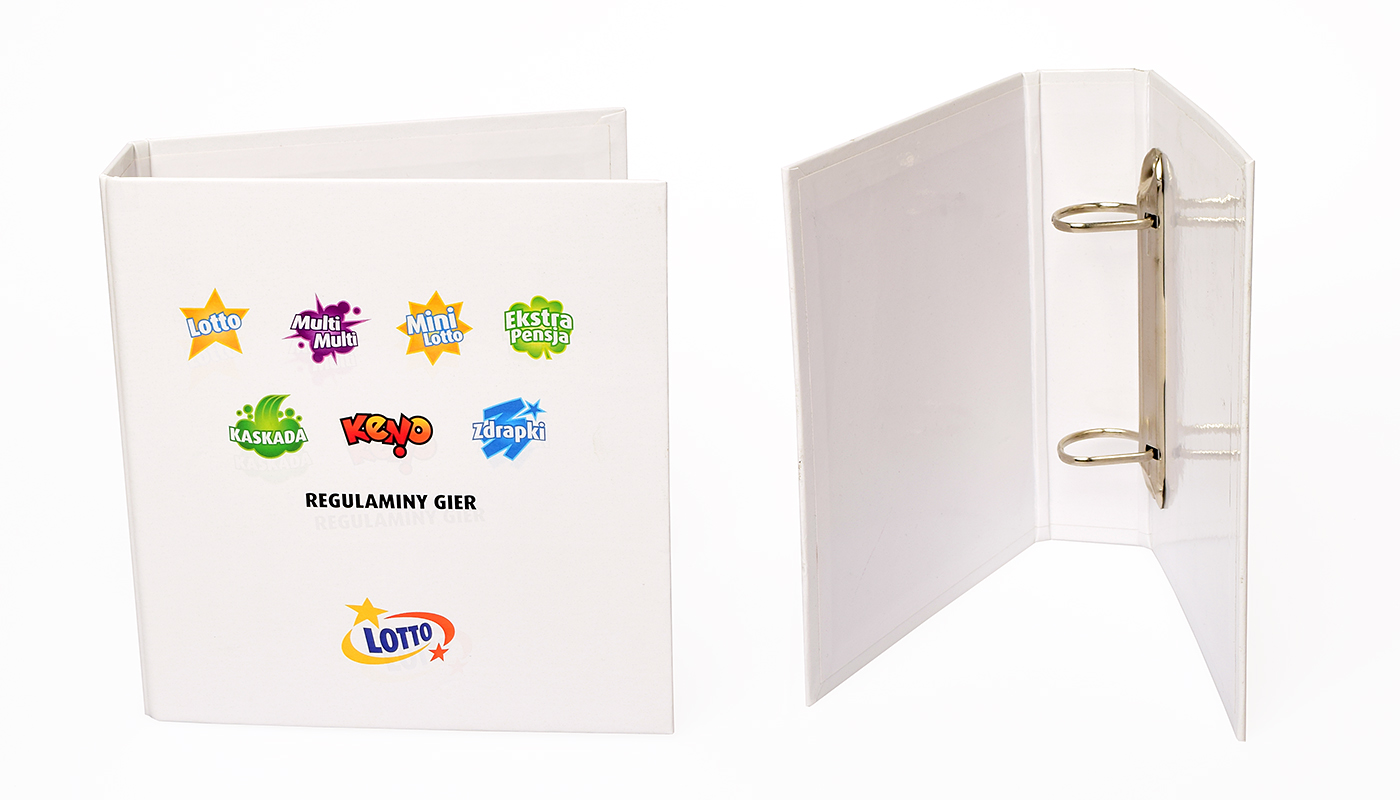 Lotto
Multi
Multi
Mini
Lotto
Ekstra
Pensja
KASKADA
KENO
Zdrapki
REGULAMINY GIER
LOTTO